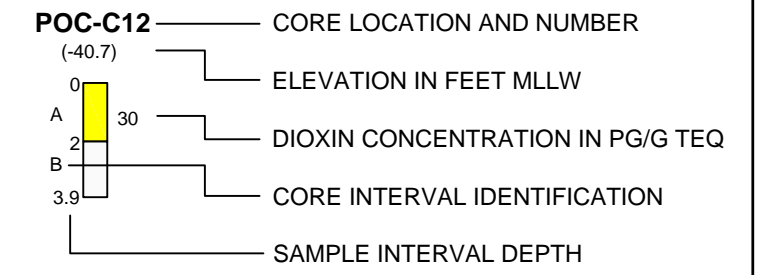 POC-C12 CORE LOCATION AND NUMBER
(-40.7)
ELEVATION IN FEET MLLW
0
A 30
DIOXIN CONCENTRATION IN PG/G TEQ
2
B
CORE INTERVAL IDENTIFICATION
3.9
SAMPLE INTERVAL DEPTH